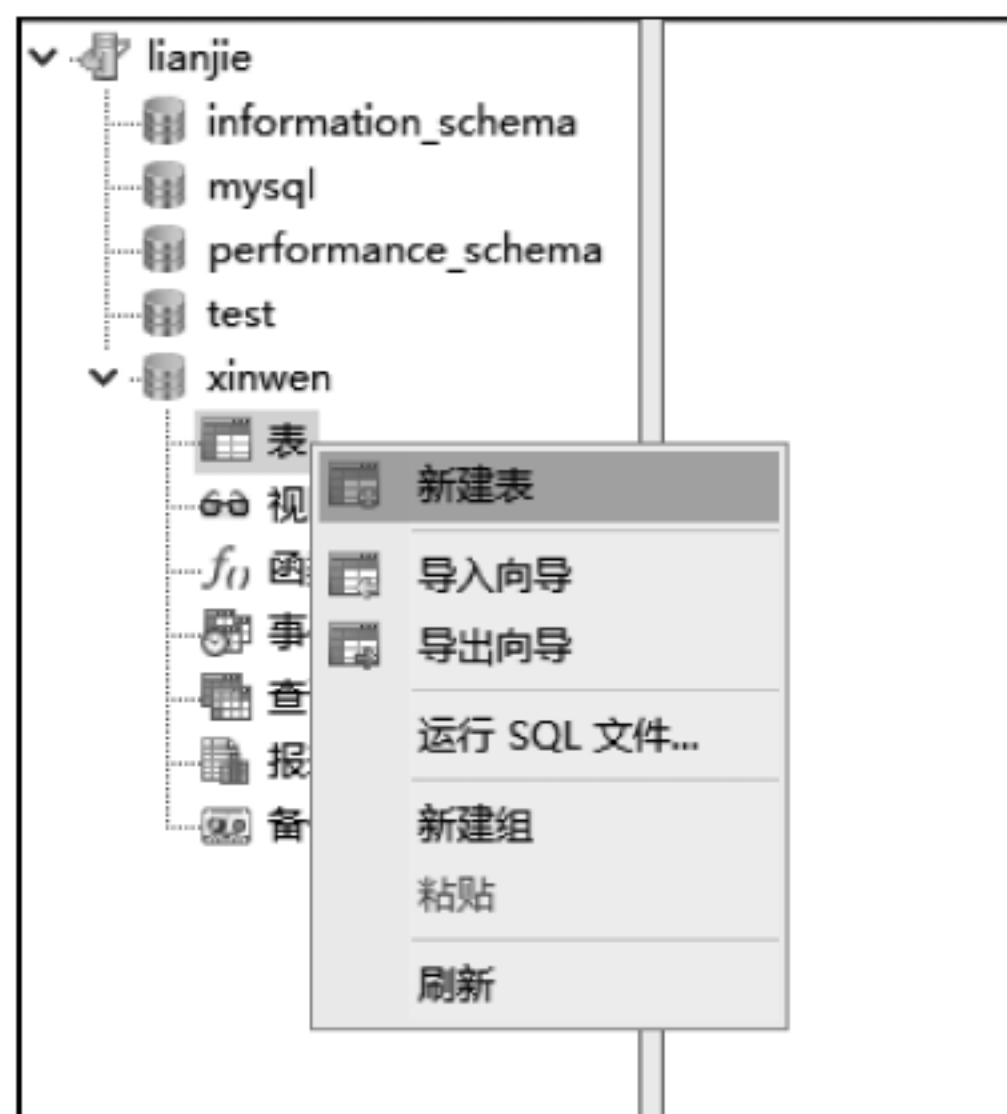 lianjie
information_schema
mysql
performance_schema
test
xinwen
表
视
函
事
查
报
备
新建表
导入向导
导出向导
运行 SQL 文件...
新建组
粘贴
刷新